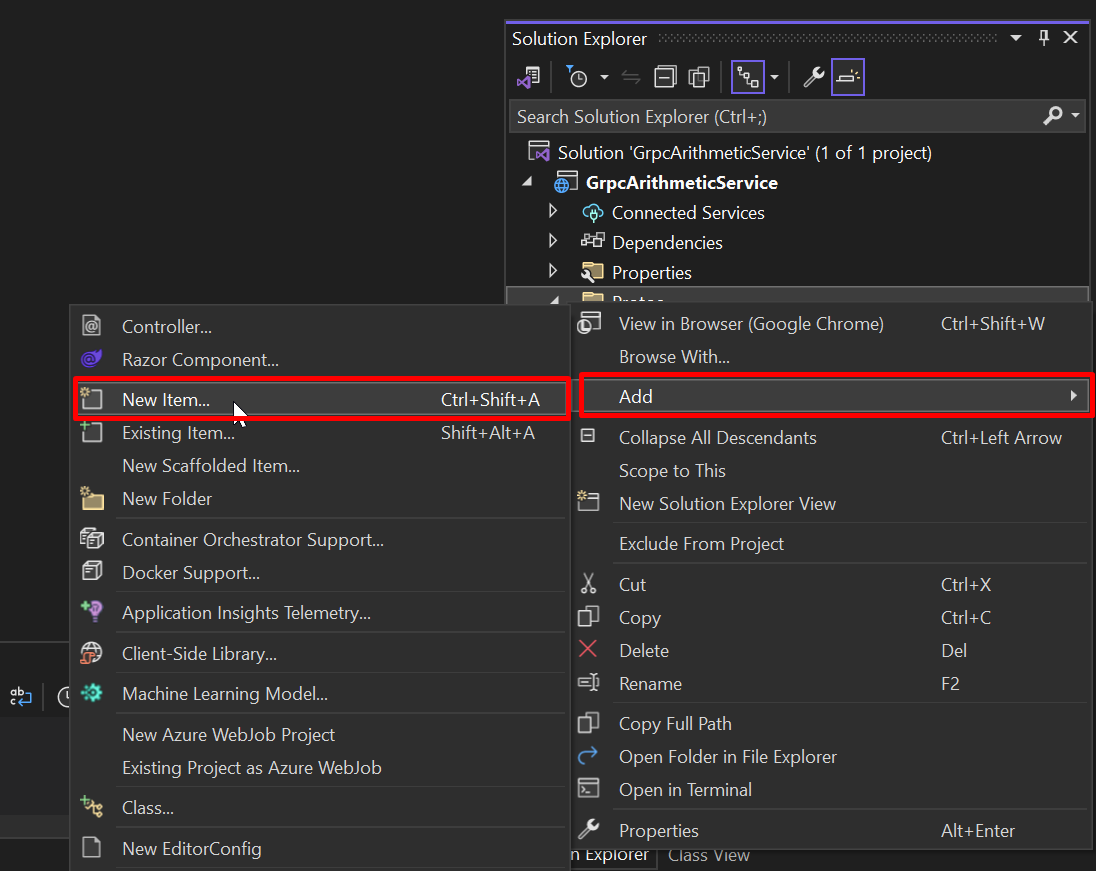 Solution Explorer
Search Solution Explorer (Ctrl+;)
Solution 'GrpcArithmeticService' (1 of 1 project)
GrpcArithmeticService
Connected Services
Dependencies
Properties
Controller...
Razor Component...
New Item... Ctrl+Shift+A
Existing Item... Shift+Alt+A
New Scaffolded Item...
New Folder
Container Orchestrator Support...
Docker Support...
Application Insights Telemetry...
Client-Side Library...
Machine Learning Model...
New Azure WebJob Project
Existing Project as Azure WebJob
Class...
New EditorConfig
View in Browser (Google Chrome) Ctrl+Shift+W
Browse With...
Add
Collapse All Descendants Ctrl+Left Arrow
Scope to This
New Solution Explorer View
Exclude From Project
Cut Ctrl+X
Copy Ctrl+C
Delete Del
Rename F2
Copy Full Path
Open Folder in File Explorer
Open in Terminal
Properties Alt+Enter
n Explorer Class View